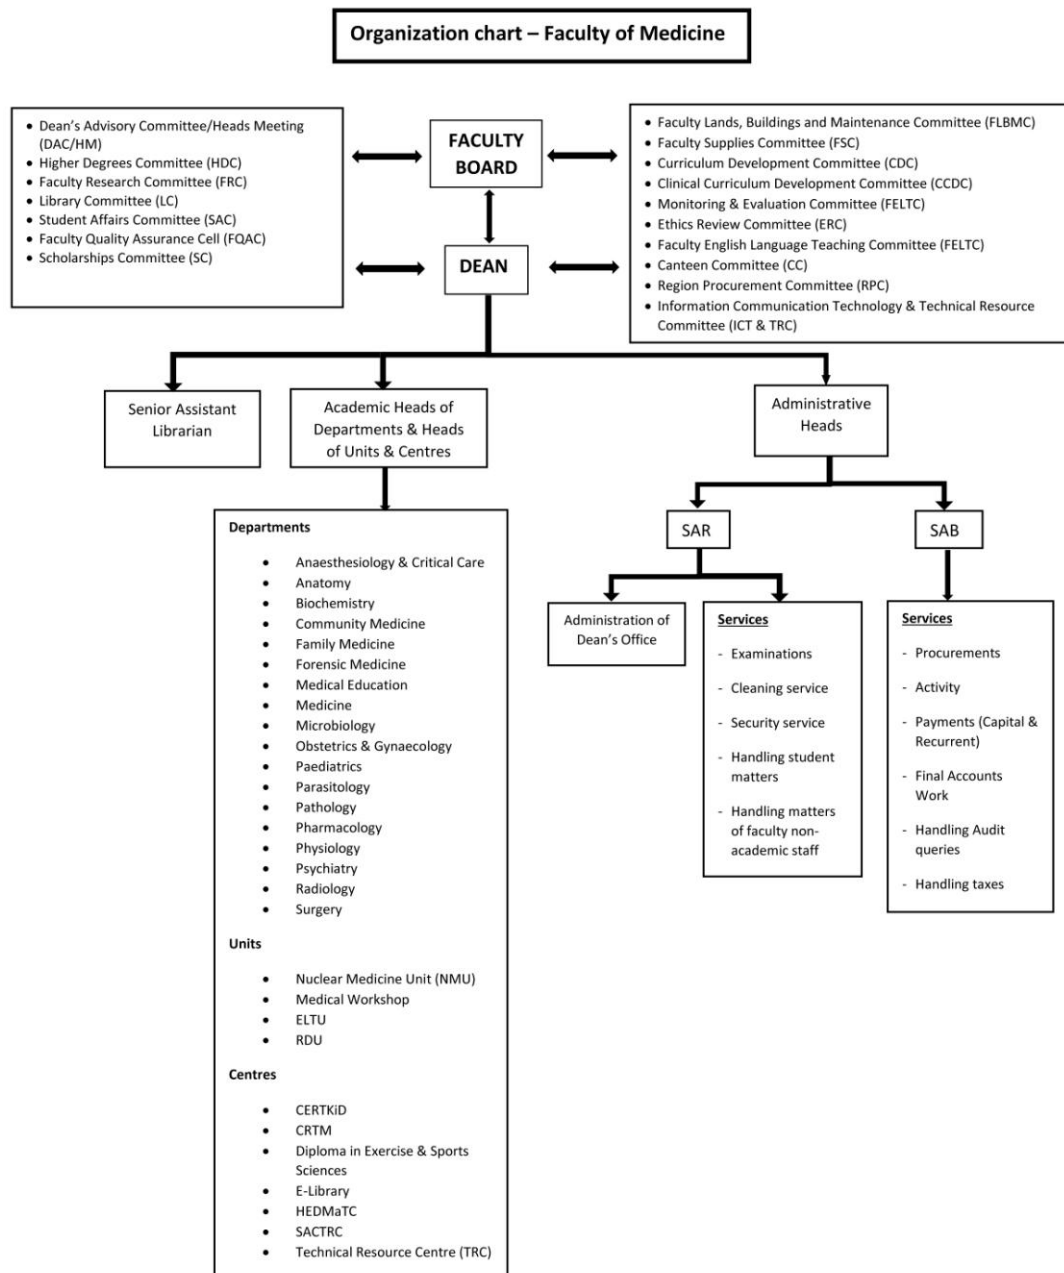 Organization chart – Faculty of Medicine
• Dean's Advisory Committee/Heads Meeting
(DAC/HM)
• Higher Degrees Committee (HDC)
• Faculty Research Committee (FRC)
• Library Committee (LC)
• Student Affairs Committee (SAC)
• Faculty Quality Assurance Cell (FQAC)
• Scholarships Committee (SC)
FACULTY
BOARD
DEAN
• Faculty Lands, Buildings and Maintenance Committee (FLBMC)
• Faculty Supplies Committee (FSC)
• Curriculum Development Committee (CDC)
• Clinical Curriculum Development Committee (CCDC)
• Monitoring & Evaluation Committee (FELTC)
• Ethics Review Committee (ERC)
• Faculty English Language Teaching Committee (FELTC)
• Canteen Committee (CC)
• Region Procurement Committee (RPC)
• Information Communication Technology & Technical Resource
Committee (ICT & TRC)
Senior Assistant
Librarian
Academic Heads of
Departments & Heads
of Units & Centres
Administrative
Heads
Departments
• Anaesthesiology & Critical Care
• Anatomy
• Biochemistry
• Community Medicine
• Family Medicine
• Forensic Medicine
• Medical Education
• Medicine
• Microbiology
• Obstetrics & Gynaecology
• Paediatrics
• Parasitology
• Pathology
• Pharmacology
• Physiology
• Psychiatry
• Radiology
• Surgery
Units
• Nuclear Medicine Unit (NMU)
• Medical Workshop
• ELTU
• RDU
Centres
• CERTKiD
• CRTM
• Diploma in Exercise & Sports
Sciences
• E-Library
• HEDMaTC
• SACTRC
• Technical Resource Centre (TRC)
SAR
SAB
Administration of
Dean's Office
Services
- Examinations
- Cleaning service
- Security service
- Handling student
matters
- Handling matters
of faculty non-
academic staff
Services
- Procurements
- Activity
- Payments (Capital &
Recurrent)
- Final Accounts
Work
- Handling Audit
queries
- Handling taxes